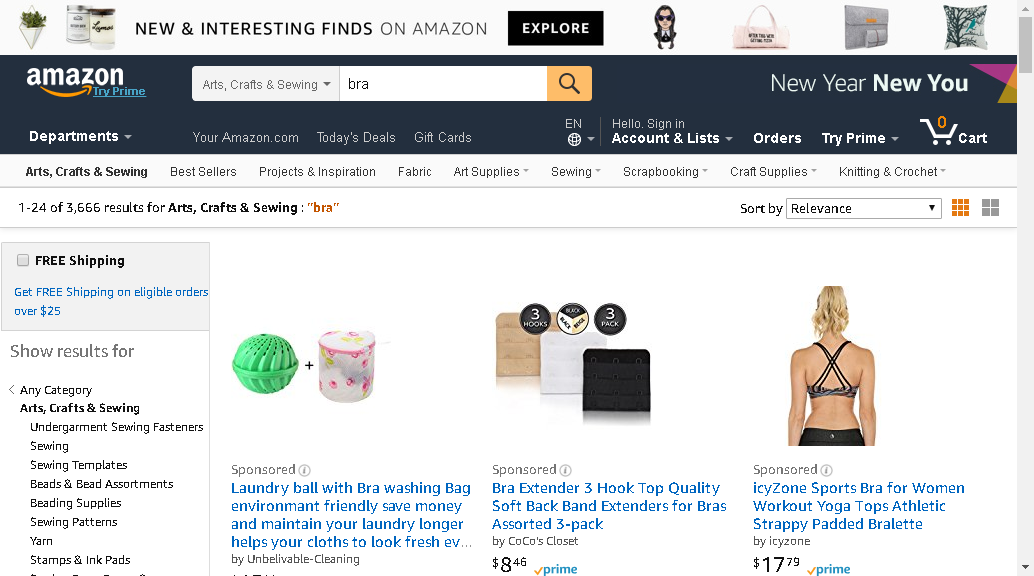 NEW & INTERESTING FINDS ON AMAZON
EXPLORE
amazon
Try Prime
Arts, Crafts & Sewing
bra
New Year New You
Departments
Your Amazon.com
Today's Deals
Gift Cards
EN
Hello. Sign in
Account & Lists
Orders
Try Prime
0
Cart
Arts, Crafts & Sewing
Best Sellers
Projects & Inspiration
Fabric
Art Supplies
Sewing
Scrapbooking
Craft Supplies
Knitting & Crochet
1-24 of 3,666 results for Arts, Crafts & Sewing : "bra"
Sort by
Relevance
FREE Shipping
Get FREE Shipping on eligible orders
over $25
Show results for
Any Category
Arts, Crafts & Sewing
Undergarment Sewing Fasteners
Sewing
Sewing Templates
Beads & Bead Assortments
Beading Supplies
Sewing Patterns
Yarn
Stamps & Ink Pads
+
Sponsored
Laundry ball with Bra washing Bag
environmant friendly save money
and maintain your laundry longer
helps your cloths to look fresh ev...
by Unbelivable-Cleaning
3
HOOKS
BLACK
3
PACK
Sponsored
Bra Extender 3 Hook Top Quality
Soft Back Band Extenders for Bras
Assorted 3-pack
by CoCo's Closet
$846
prime
Sponsored
icyZone Sports Bra for Women
Workout Yoga Tops Athletic
Strappy Padded Bralette
by icyzone
$1779
prime